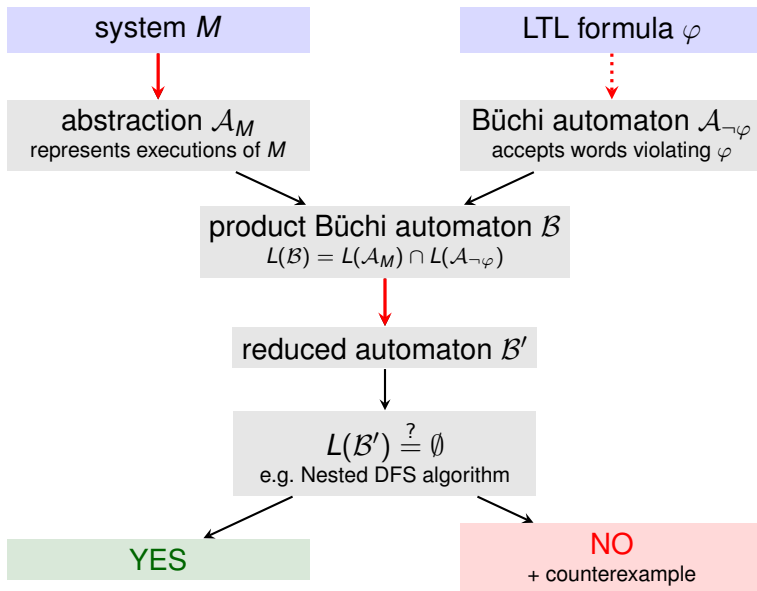 system M
LTL formula φ
abstraction 𝒜_M
represents executions of M
Büchi automaton 𝒜_¬φ
accepts words violating φ
product Büchi automaton ℬ
L(ℬ) = L(𝒜_M) ∩ L(𝒜_¬φ)
reduced automaton ℬ′
L(ℬ′) ≟ ∅
e.g. Nested DFS algorithm
YES
NO
+ counterexample